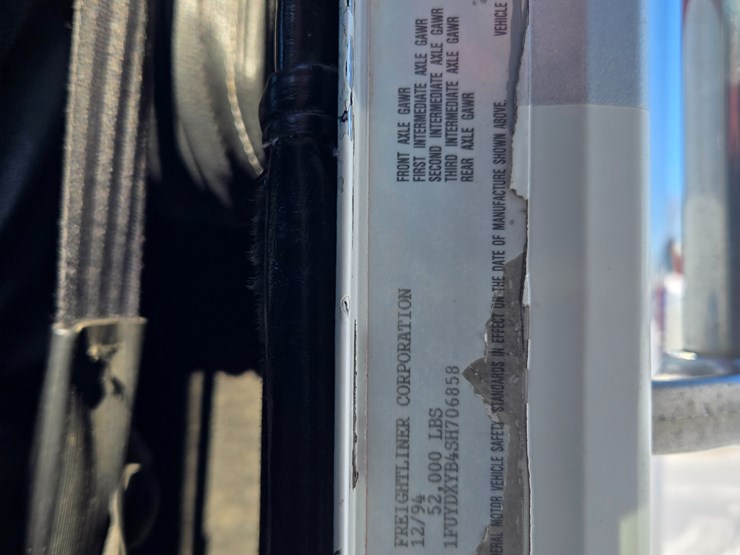 FREIGHTLINER CORPORATION
12/94
52,000 LBS
1FUYDXYB4SH706858
FRONT AXLE GAWR
FIRST INTERMEDIATE AXLE GAWR
SECOND INTERMEDIATE AXLE GAWR
THIRD INTERMEDIATE AXLE GAWR
REAR AXLE GAWR
ERAL MOTOR VEHICLE SAFETY STANDARDS IN EFFECT ON THE DATE OF MANUFACTURE SHOWN ABOVE. VEHICLE